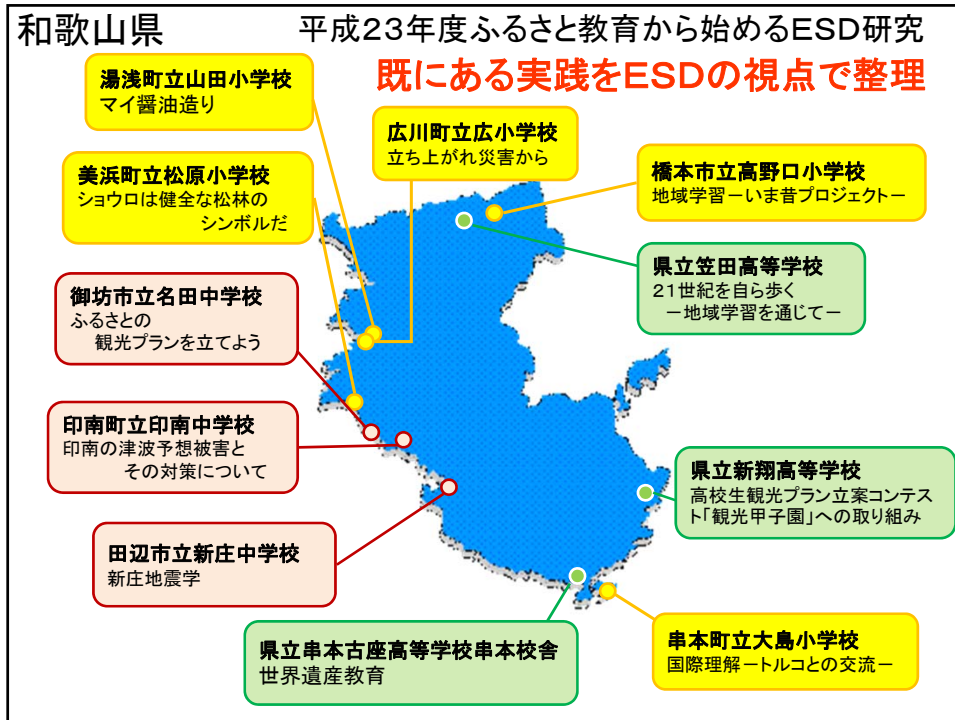 和歌山県
平成23年度ふるさと教育から始めるESD研究
既にある実践をESDの視点で整理
湯浅町立山田小学校
マイ醤油造り
広川町立広小学校
立ち上がれ災害から
橋本市立高野口小学校
地域学習－いま昔プロジェクト－
美浜町立松原小学校
ショウロは健全な松林の
シンボルだ
県立笠田高等学校
21世紀を自ら歩く
－地域学習を通じて－
御坊市立名田中学校
ふるさとの
観光プランを立てよう
印南町立印南中学校
印南の津波予想被害と
その対策について
県立新翔高等学校
高校生観光プラン立案コンテス
ト「観光甲子園」への取り組み
田辺市立新庄中学校
新庄地震学
県立串本古座高等学校串本校舎
世界遺産教育
串本町立大島小学校
国際理解－トルコとの交流－